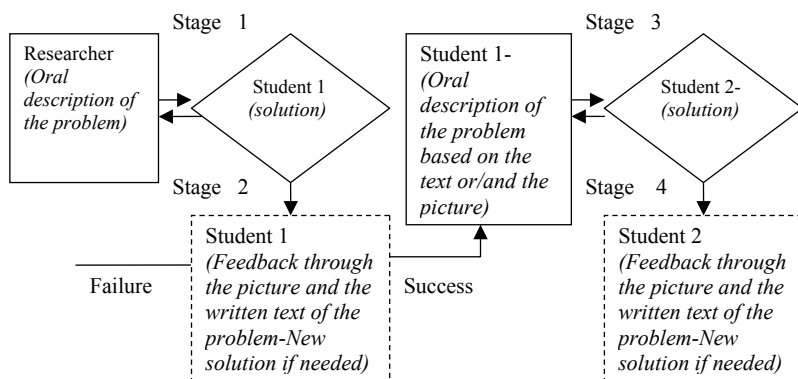 Stage 1
Researcher
(Oral
description of
the problem)
Student 1
(solution)
Stage 2
Student 1
(Feedback through
the picture and the
written text of the
problem-New
solution if needed)
Failure
Success
Stage 3
Student 1-
(Oral
description of
the problem
based on the
text or/and the
picture)
Student 2-
(solution)
Stage 4
Student 2
(Feedback through
the picture and the
written text of the
problem-New
solution if needed)